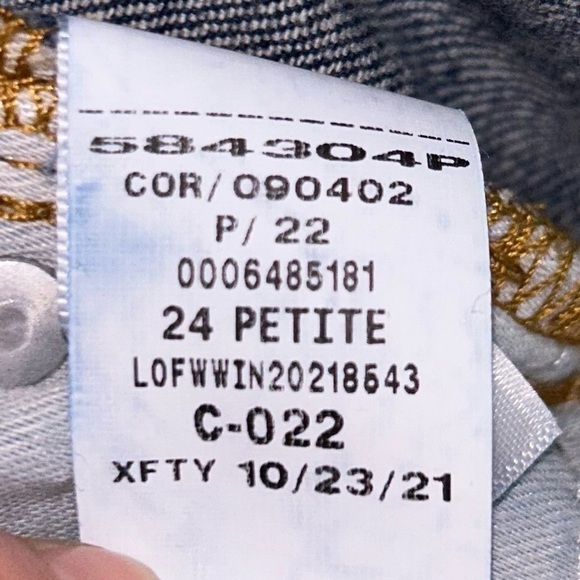 584304P
COR/090402
P/ 22
0006485181
24 PETITE
LOFWWIN20218543
C-022
XFTY 10/23/21